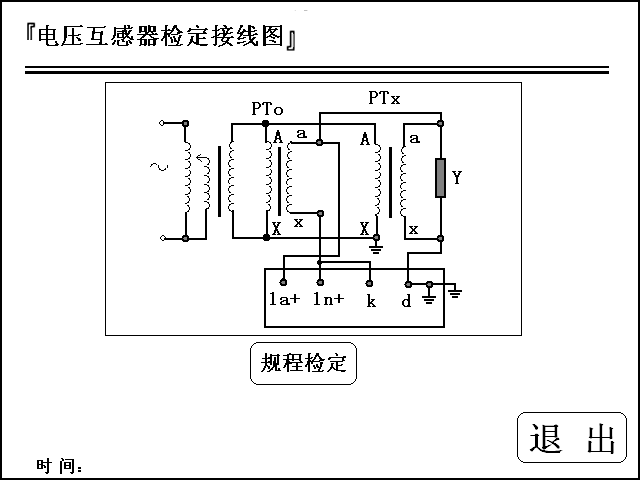 『电压互感器检定接线图』
PTo PTx
A a A a
Y
X x X x
1a+ 1n+ k d
规程检定
退 出
时 间: